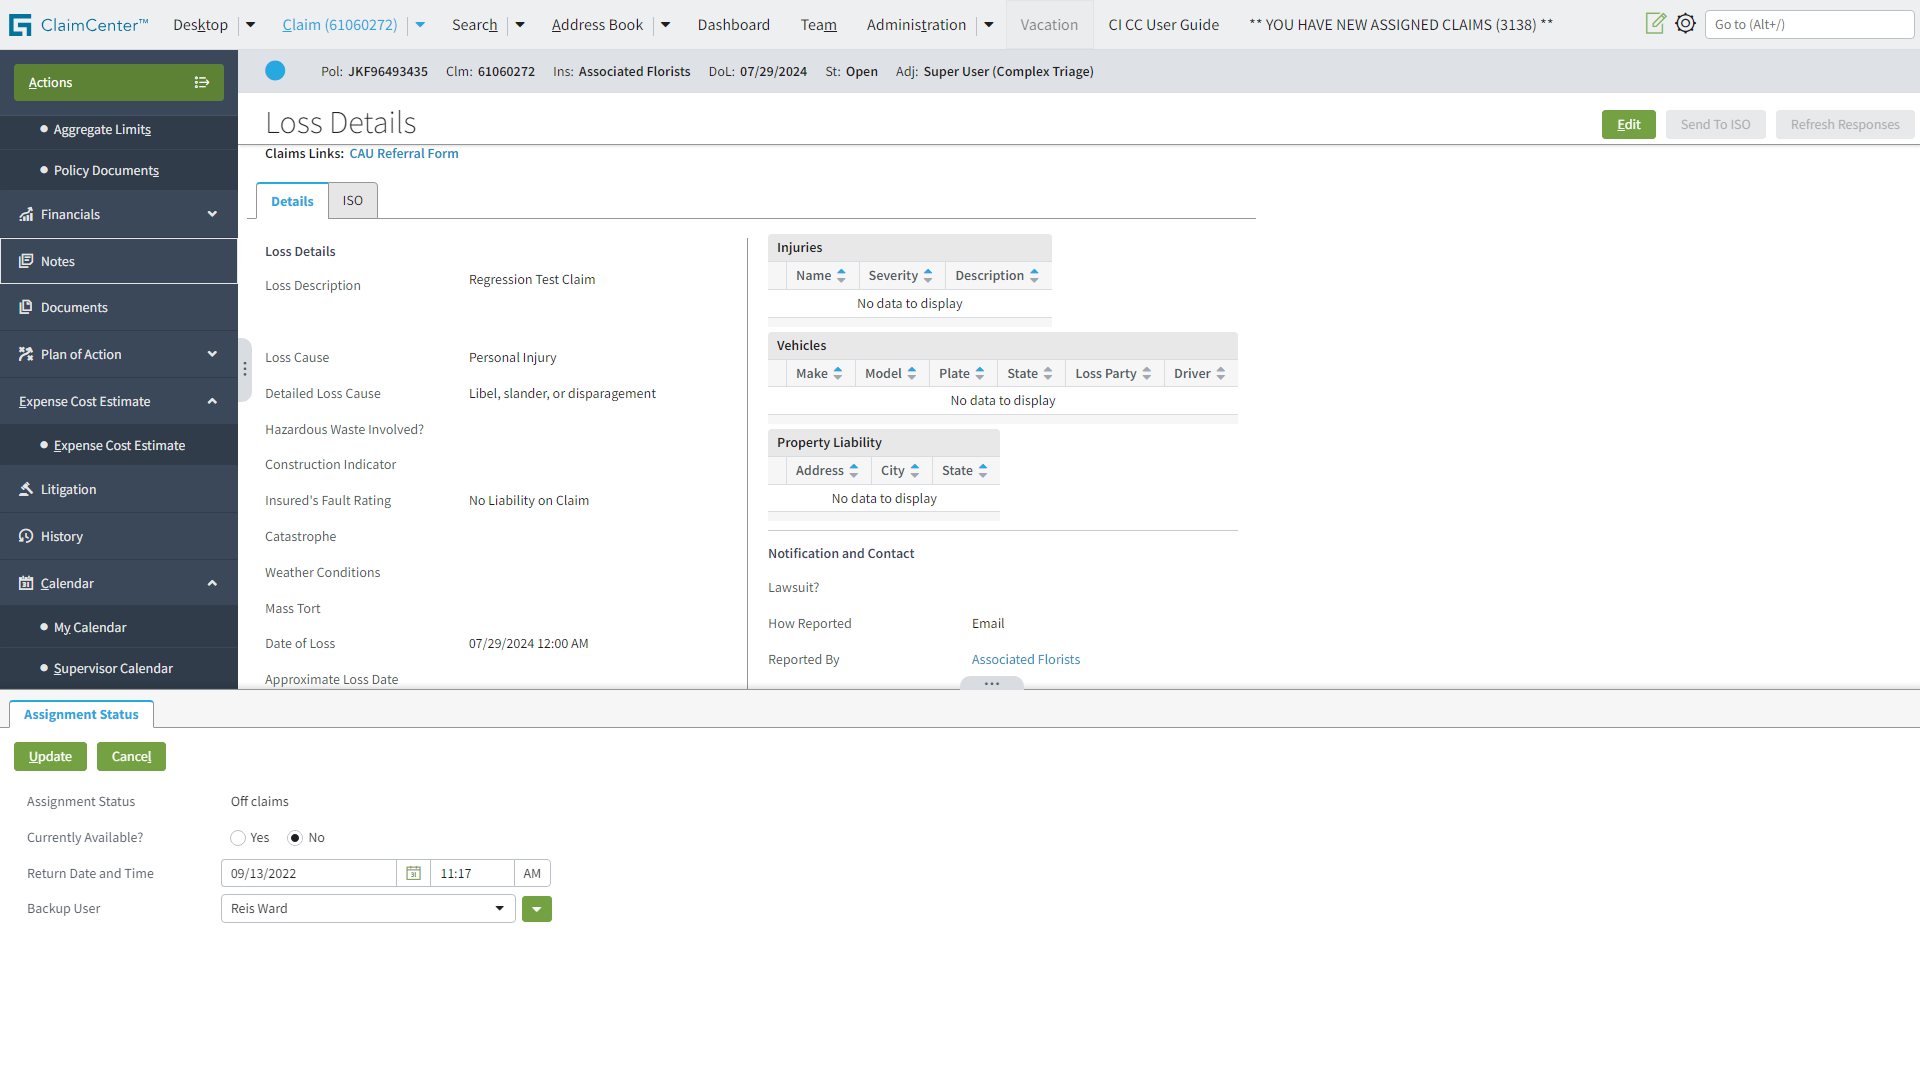 ClaimCenter™ Desktop Claim (61060272) Search Address Book Dashboard Team Administration Vacation CI CC User Guide ** YOU HAVE NEW ASSIGNED CLAIMS (3138) ** Go to (Alt+/)
Actions
Pol: JKF96493435 Clm: 61060272 Ins: Associated Florists DoL: 07/29/2024 St: Open Adj: Super User (Complex Triage)
Aggregate Limits
Policy Documents
Financials
Notes
Documents
Plan of Action
Expense Cost Estimate
Expense Cost Estimate
Litigation
History
31 Calendar
My Calendar
Supervisor Calendar
Loss Details
Edit Send To ISO Refresh Responses
Claims Links: CAU Referral Form
Details ISO
Loss Details
Loss Description Regression Test Claim
Loss Cause Personal Injury
Detailed Loss Cause Libel, slander, or disparagement
Hazardous Waste Involved?
Construction Indicator
Insured's Fault Rating No Liability on Claim
Catastrophe
Weather Conditions
Mass Tort
Date of Loss 07/29/2024 12:00 AM
Approximate Loss Date
Injuries
Name Severity Description
No data to display
Vehicles
Make Model Plate State Loss Party Driver
No data to display
Property Liability
Address City State
No data to display
Notification and Contact
Lawsuit?
How Reported Email
Reported By Associated Florists
Assignment Status
Update Cancel
Assignment Status Off claims
Currently Available? Yes No
Return Date and Time 09/13/2022 31 11:17 AM
Backup User Reis Ward